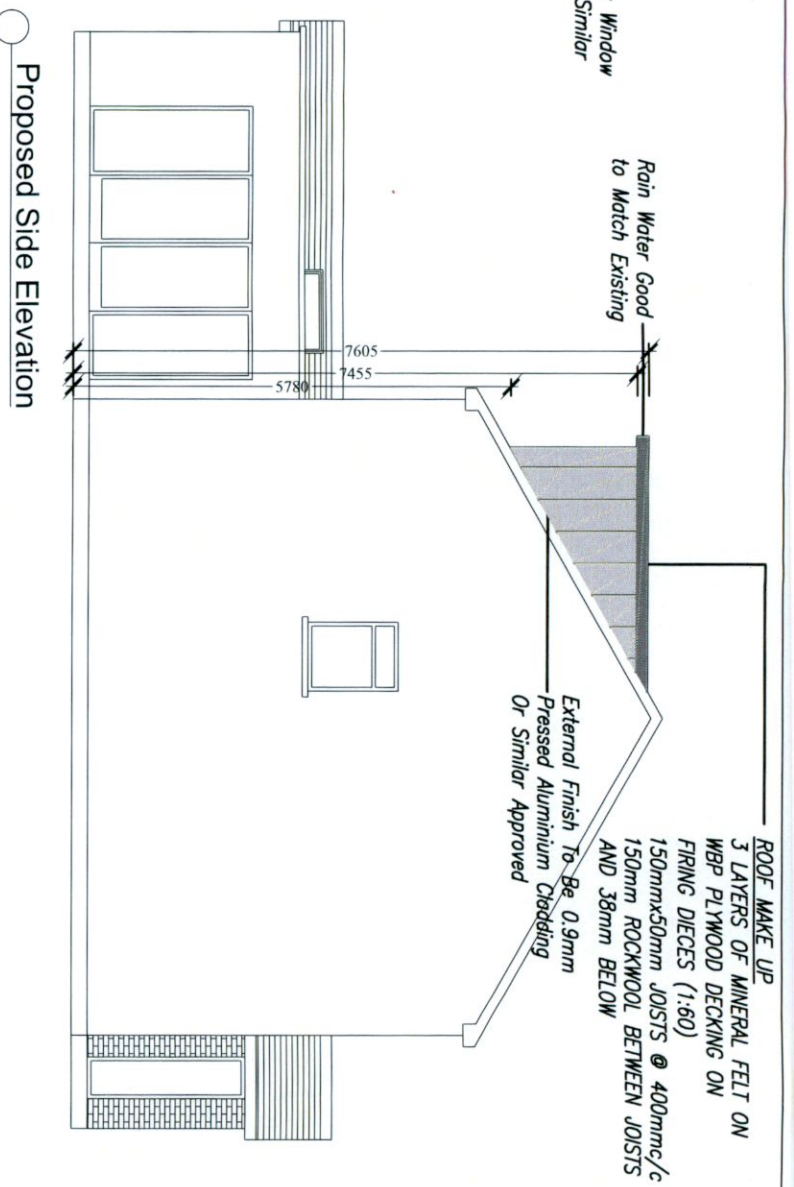 Window
Similar
Rain Water Good
to Match Existing
ROOF MAKE UP
3 LAYERS OF MINERAL FELT ON
WBP PLYWOOD DECKING ON
FIRING DIECES (1:60)
150mmx50mm JOISTS @ 400mmc/c
150mm ROCKWOOL BETWEEN JOISTS
AND 38mm BELOW
External Finish To Be 0.9mm
Pressed Aluminium Cladding
Or Similar Approved
7605
7455
5780
Proposed Side Elevation